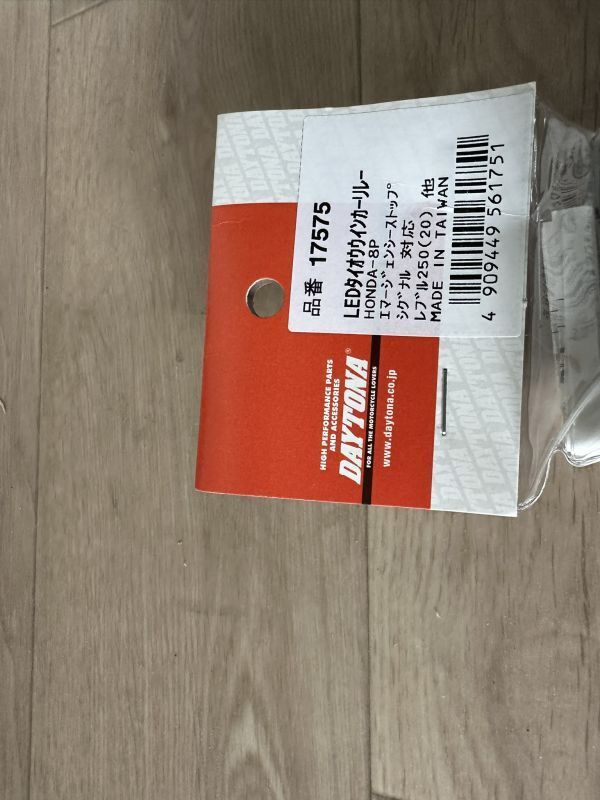 品番 17575
LEDタイオウウインカーリレー
HONDA-8P
エマージェンシーストップ
シグナル 対応
レブル250(20) 他
MADE IN TAIWAN
4 909449 561751
HIGH PERFORMANCE PARTS
AND ACCESSORIES
DAYTONA®
FOR ALL THE MOTORCYCLE LOVERS
www.daytona.co.jp